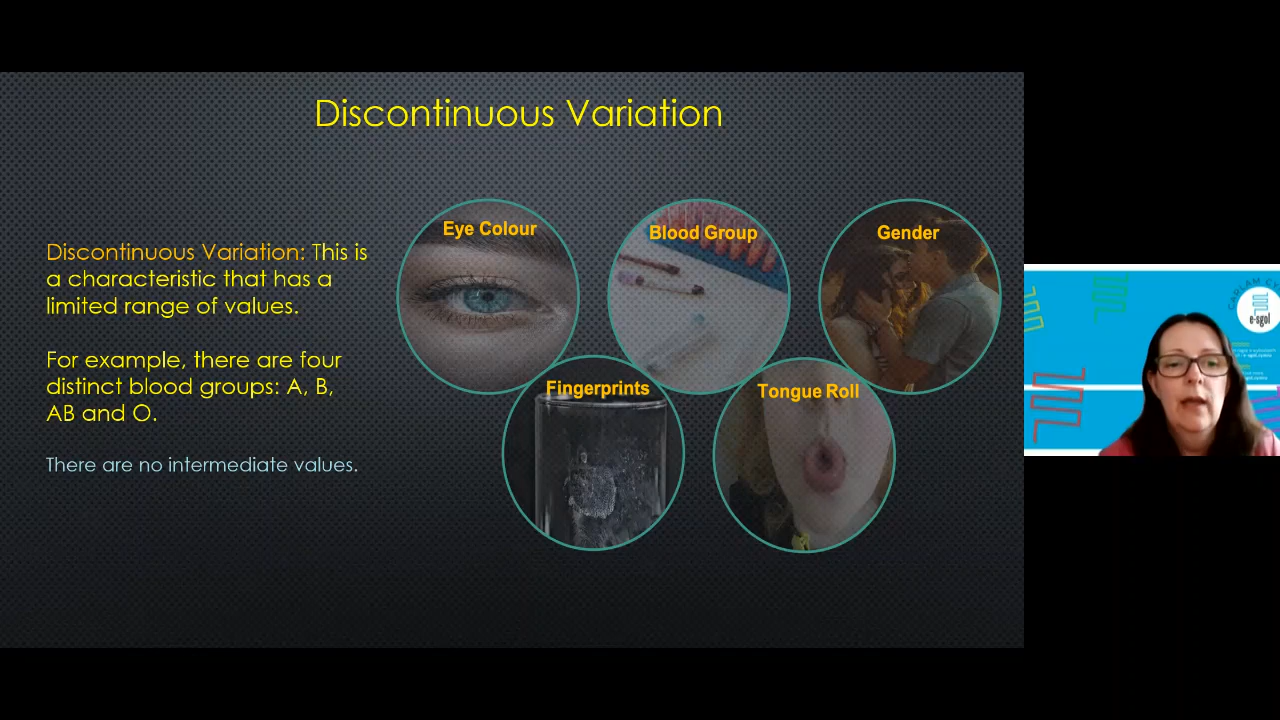 Discontinuous Variation
Discontinuous Variation: This is
a characteristic that has a
limited range of values.
For example, there are four
distinct blood groups: A, B,
AB and O.
There are no intermediate values.
Eye Colour
Blood Group
Gender
Fingerprints
Tongue Roll
e-sgol